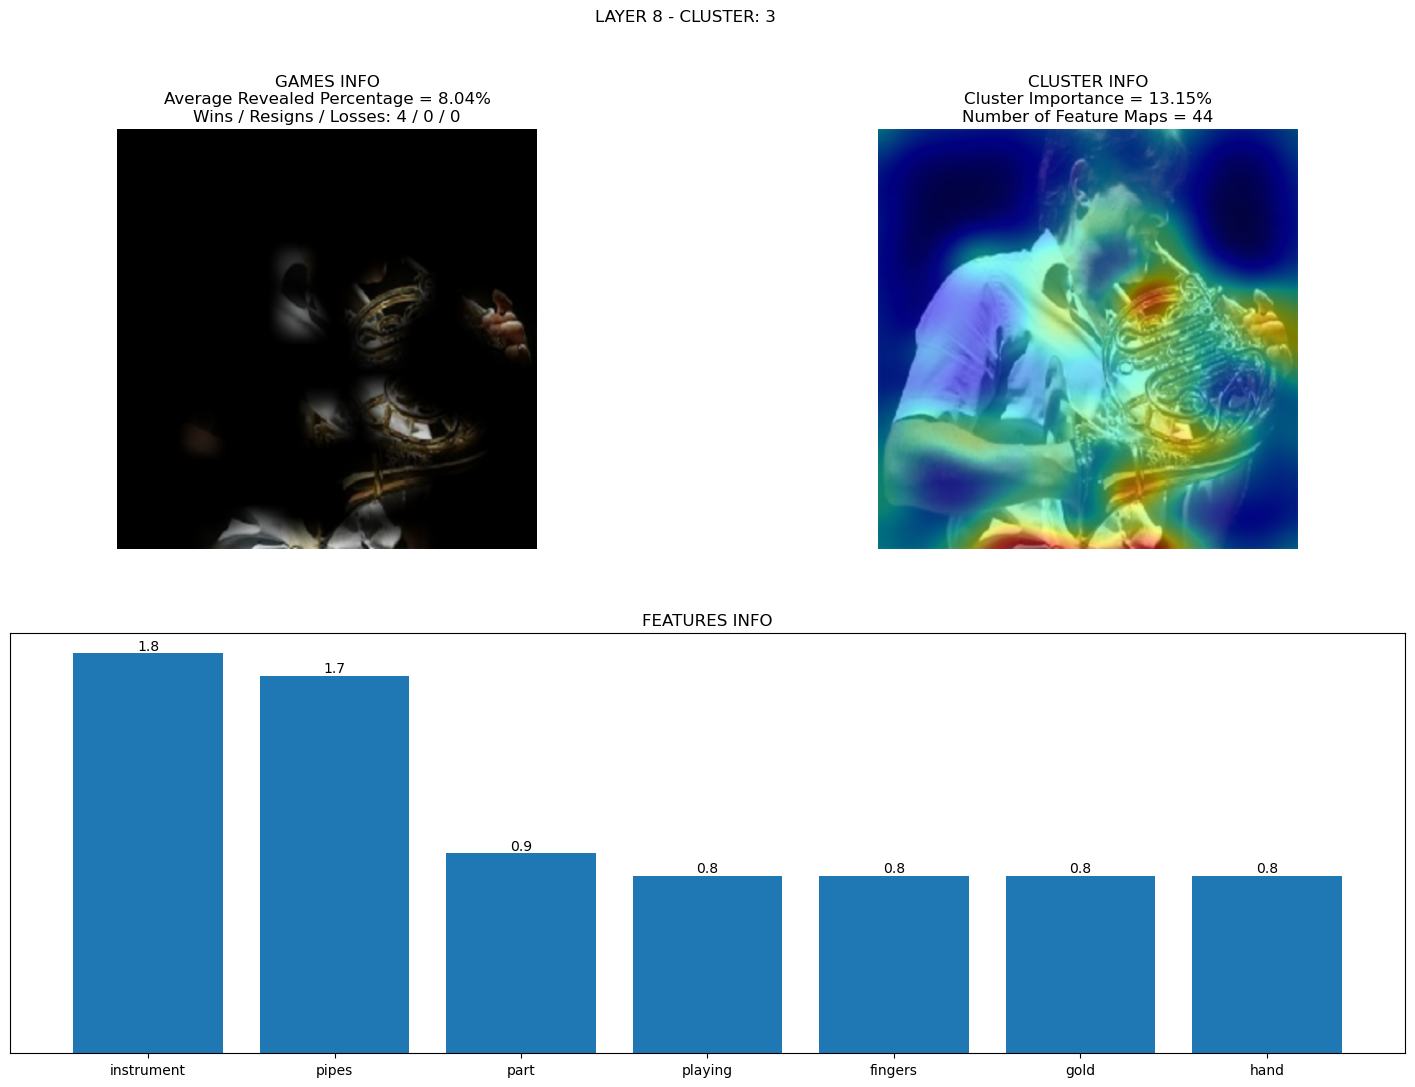 LAYER 8 - CLUSTER: 3
GAMES INFO
Average Revealed Percentage = 8.04%
Wins / Resigns / Losses: 4 / 0 / 0
CLUSTER INFO
Cluster Importance = 13.15%
Number of Feature Maps = 44
FEATURES INFO
1.8
1.7
0.9
0.8
0.8
0.8
0.8
instrument
pipes
part
playing
fingers
gold
hand